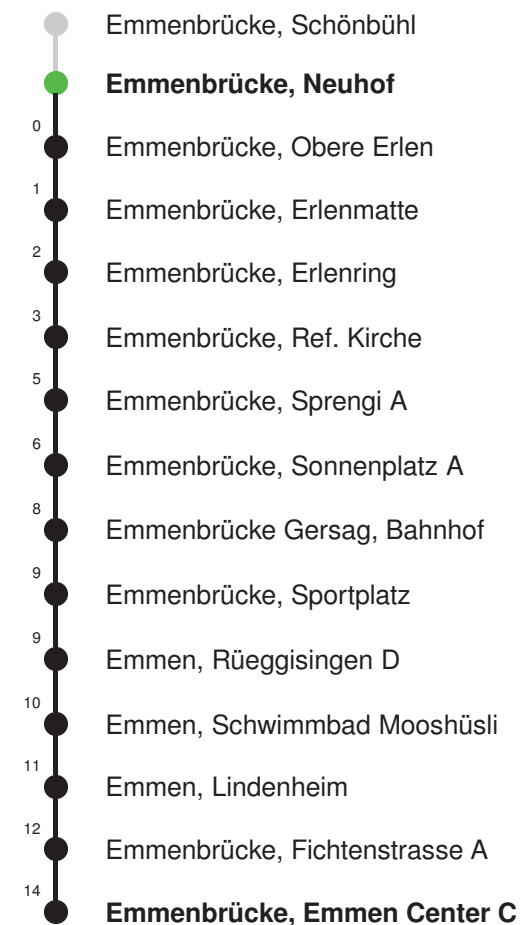 Emmenbrücke, Schönbühl
Emmenbrücke, Neuhof
0
Emmenbrücke, Obere Erlen
1
Emmenbrücke, Erlenmatte
2
Emmenbrücke, Erlenring
3
Emmenbrücke, Ref. Kirche
5
Emmenbrücke, Sprengi A
6
Emmenbrücke, Sonnenplatz A
8
Emmenbrücke Gersag, Bahnhof
9
Emmenbrücke, Sportplatz
9
Emmen, Rüeggisingen D
10
Emmen, Schwimmbad Mooshüsli
11
Emmen, Lindenheim
12
Emmenbrücke, Fichtenstrasse A
14
Emmenbrücke, Emmen Center C